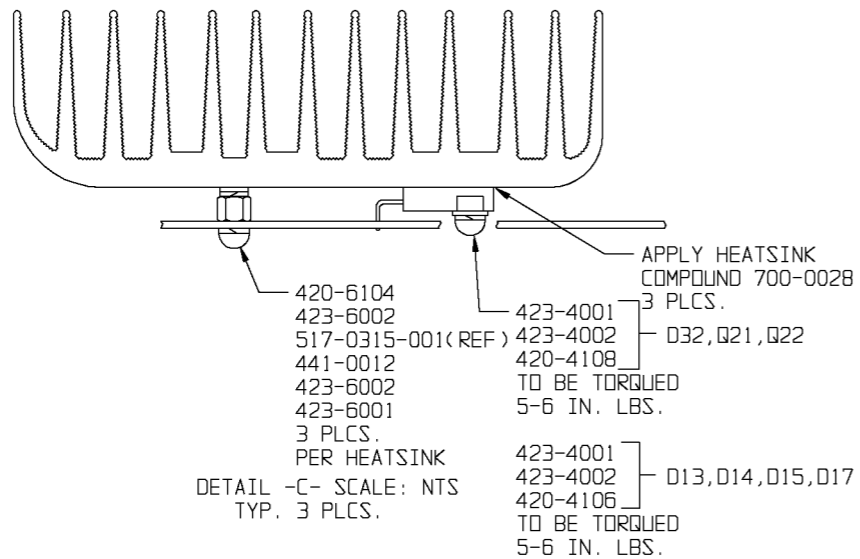 APPLY HEATSINK
COMPOUND 700-0028
3 PLCS.
420-6104
423-6002
517-0315-001(REF)
441-0012
423-6002
423-6001
3 PLCS.
PER HEATSINK
DETAIL -C- SCALE: NTS
TYP. 3 PLCS.
423-4001
423-4002
420-4108
D32,Q21,Q22
TO BE TORQUED
5-6 IN. LBS.
423-4001
423-4002
420-4106
D13,D14,D15,D17
TO BE TORQUED
5-6 IN. LBS.